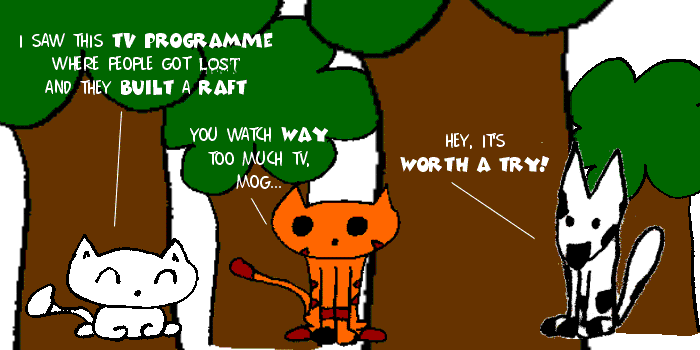 I SAW THIS TV PROGRAMME
WHERE PEOPLE GOT LOST
AND THEY BUILT A RAFT
YOU WATCH WAY
TOO MUCH TV,
MOG...
HEY, IT'S
WORTH A TRY!